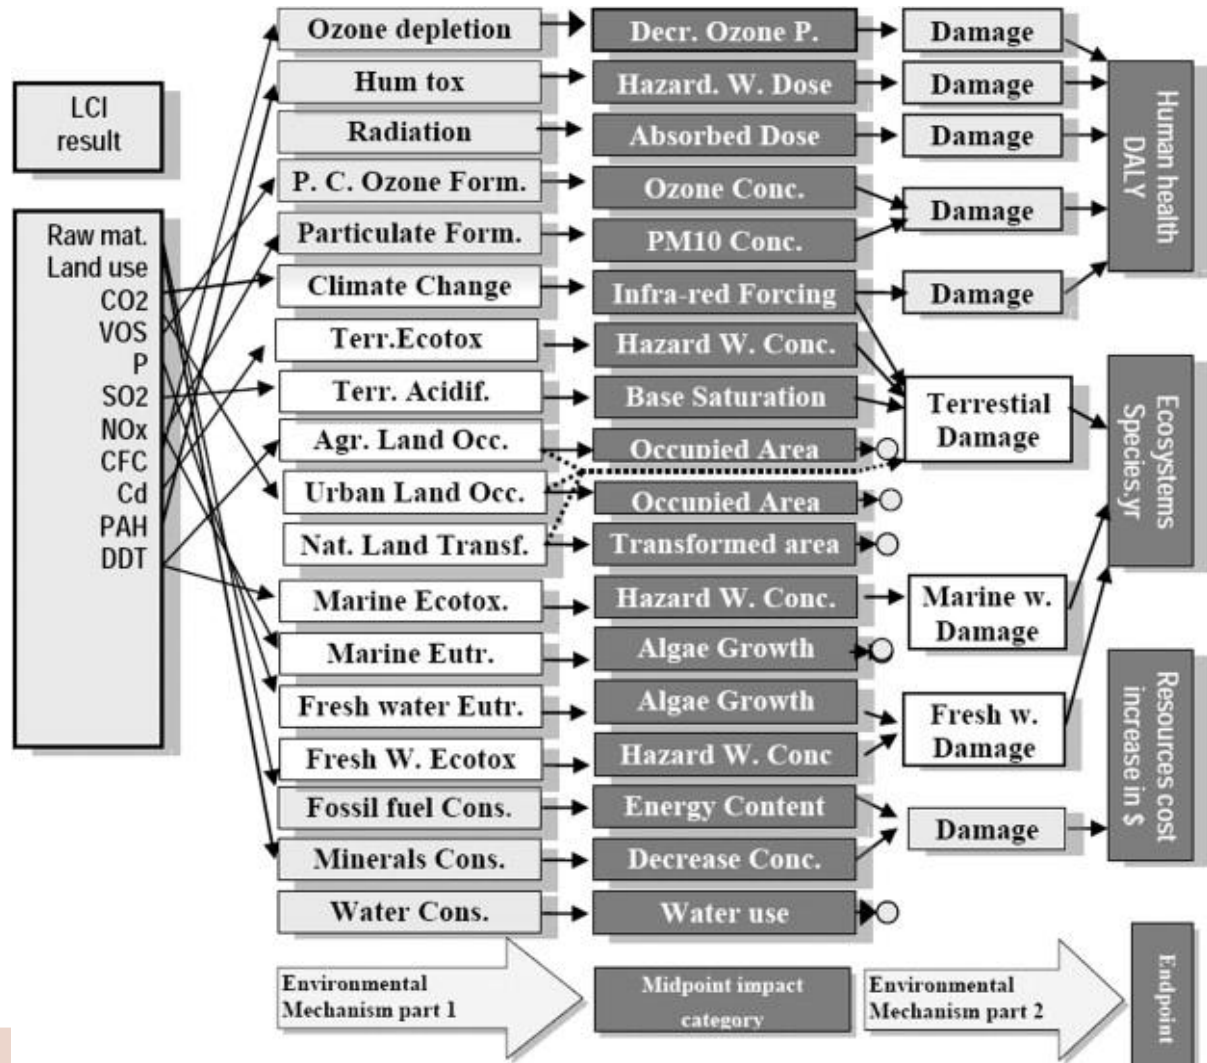 LCI
result
Raw mat.
Land use
CO2
VOS
P
SO2
NOx
CFC
Cd
PAH
DDT
Ozone depletion
Hum tox
Radiation
P. C. Ozone Form.
Particulate Form.
Climate Change
Terr.Ecotox
Terr. Acidif.
Agr. Land Occ.
Urban Land Occ.
Nat. Land Transf.
Marine Ecotox.
Marine Eutr.
Fresh water Eutr.
Fresh W. Ecotox
Fossil fuel Cons.
Minerals Cons.
Water Cons.
Decr. Ozone P.
Hazard. W. Dose
Absorbed Dose
Ozone Conc.
PM10 Conc.
Infra-red Forcing
Hazard W. Conc.
Base Saturation
Occupied Area
Occupied Area
Transformed area
Hazard W. Conc.
Algae Growth
Algae Growth
Hazard W. Conc
Energy Content
Decrease Conc.
Water use
Damage
Damage
Damage
Damage
Damage
Terrestial
Damage
Marine w.
Damage
Fresh w.
Damage
Damage
Human health
DALY
Ecosystems
Species.yr
Resources cost
increase in $
Environmental
Mechanism part 1
Midpoint impact
category
Environmental
Mechanism part 2
Endpoint